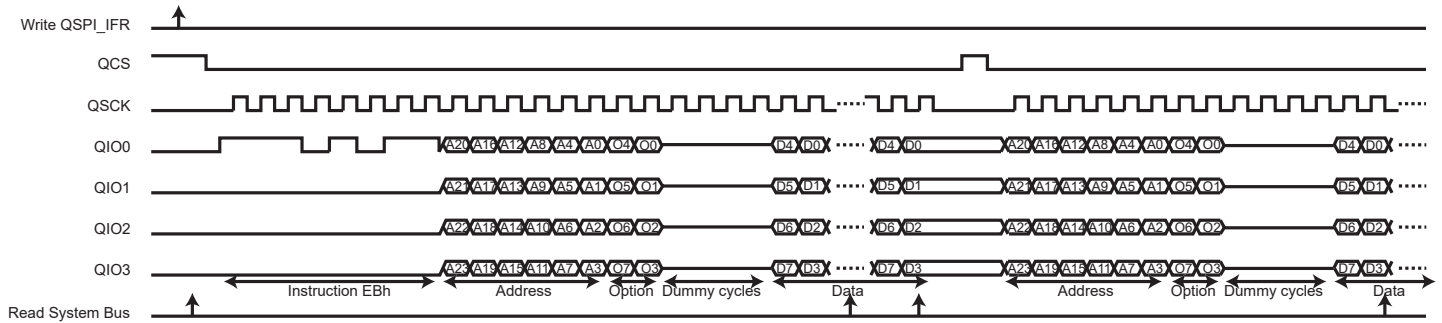 Write QSPI_IFR
QCS
QSCK
QIO0 A20 A16 A12 A8 A4 A0 O4 O0 D4 D0 D4 D0 A20 A16 A12 A8 A4 A0 O4 O0 D4 D0
QIO1 A21 A17 A13 A9 A5 A1 O5 O1 D5 D1 D5 D1 A21 A17 A13 A9 A5 A1 O5 O1 D5 D1
QIO2 A22 A18 A14 A10 A6 A2 O6 O2 D6 D2 D6 D2 A22 A18 A14 A10 A6 A2 O6 O2 D6 D2
QIO3 A23 A19 A15 A11 A7 A3 O7 O3 D7 D3 D7 D3 A23 A19 A15 A11 A7 A3 O7 O3 D7 D3
Instruction EBh Address Option Dummy cycles Data Address Option Dummy cycles Data
Read System Bus